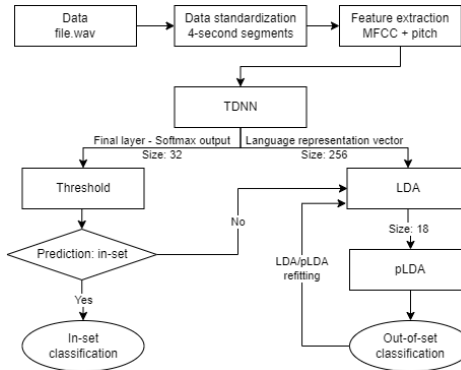 Data
file.wav
Data standardization
4-second segments
Feature extraction
MFCC + pitch
TDNN
Final layer - Softmax output
Size: 32
Language representation vector
Size: 256
Threshold
LDA
No
Size: 18
Prediction: in-set
LDA/pLDA
refitting
pLDA
Yes
In-set
classification
Out-of-set
classification